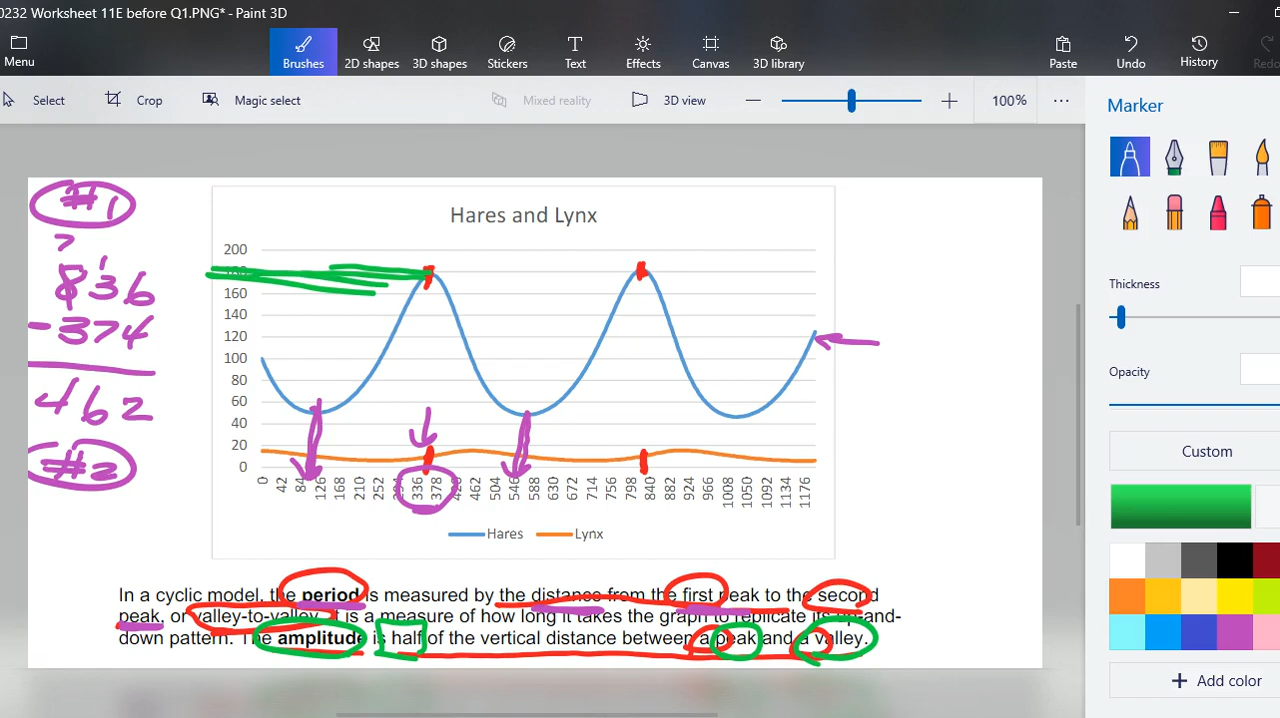 0232 Worksheet 11E before Q1.PNG* - Paint 3D
Menu
Brushes 2D shapes 3D shapes Stickers Text Effects Canvas 3D library Paste Undo History Redo
Select Crop Magic select Mixed reality 3D view 100%
Marker
Thickness
Opacity
Custom
Add color
#1
7 1
836
-374
462
#2
Hares and Lynx
200
180
160
140
120
100
80
60
40
20
0
0 42 84 126 168 210 252 294 336 378 420 462 504 546 588 630 672 714 756 798 840 882 924 966 1008 1050 1092 1134 1176
Hares Lynx
In a cyclic model, the period is measured by the distance from the first peak to the second
peak, or valley-to-valley. It is a measure of how long it takes the graph to replicate its up-and-
down pattern. The amplitude is half of the vertical distance between a peak and a valley.